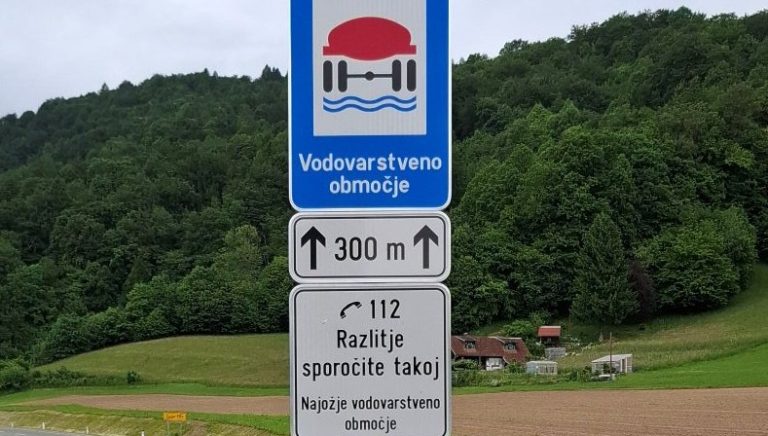 Vodovarstveno
območje
300 m
112
Razlitje
sporočite takoj
Najožje vodovarstveno
območje